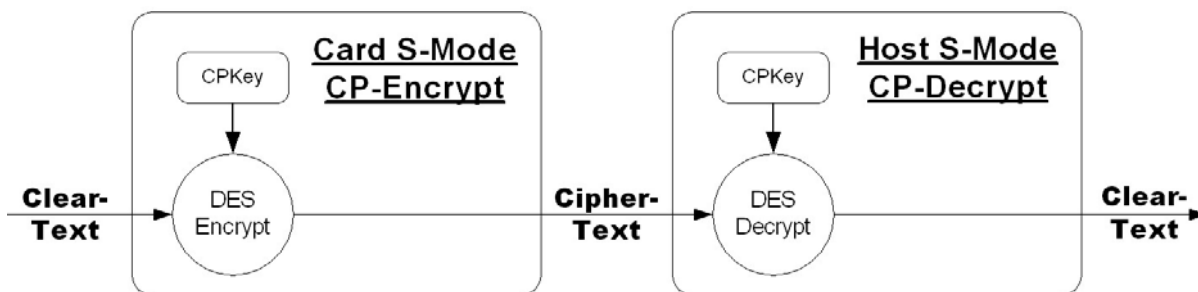 Card S-Mode
CP-Encrypt
CPKey
DES
Encrypt
Clear-
Text
Cipher-
Text
Host S-Mode
CP-Decrypt
CPKey
DES
Decrypt
Clear-
Text